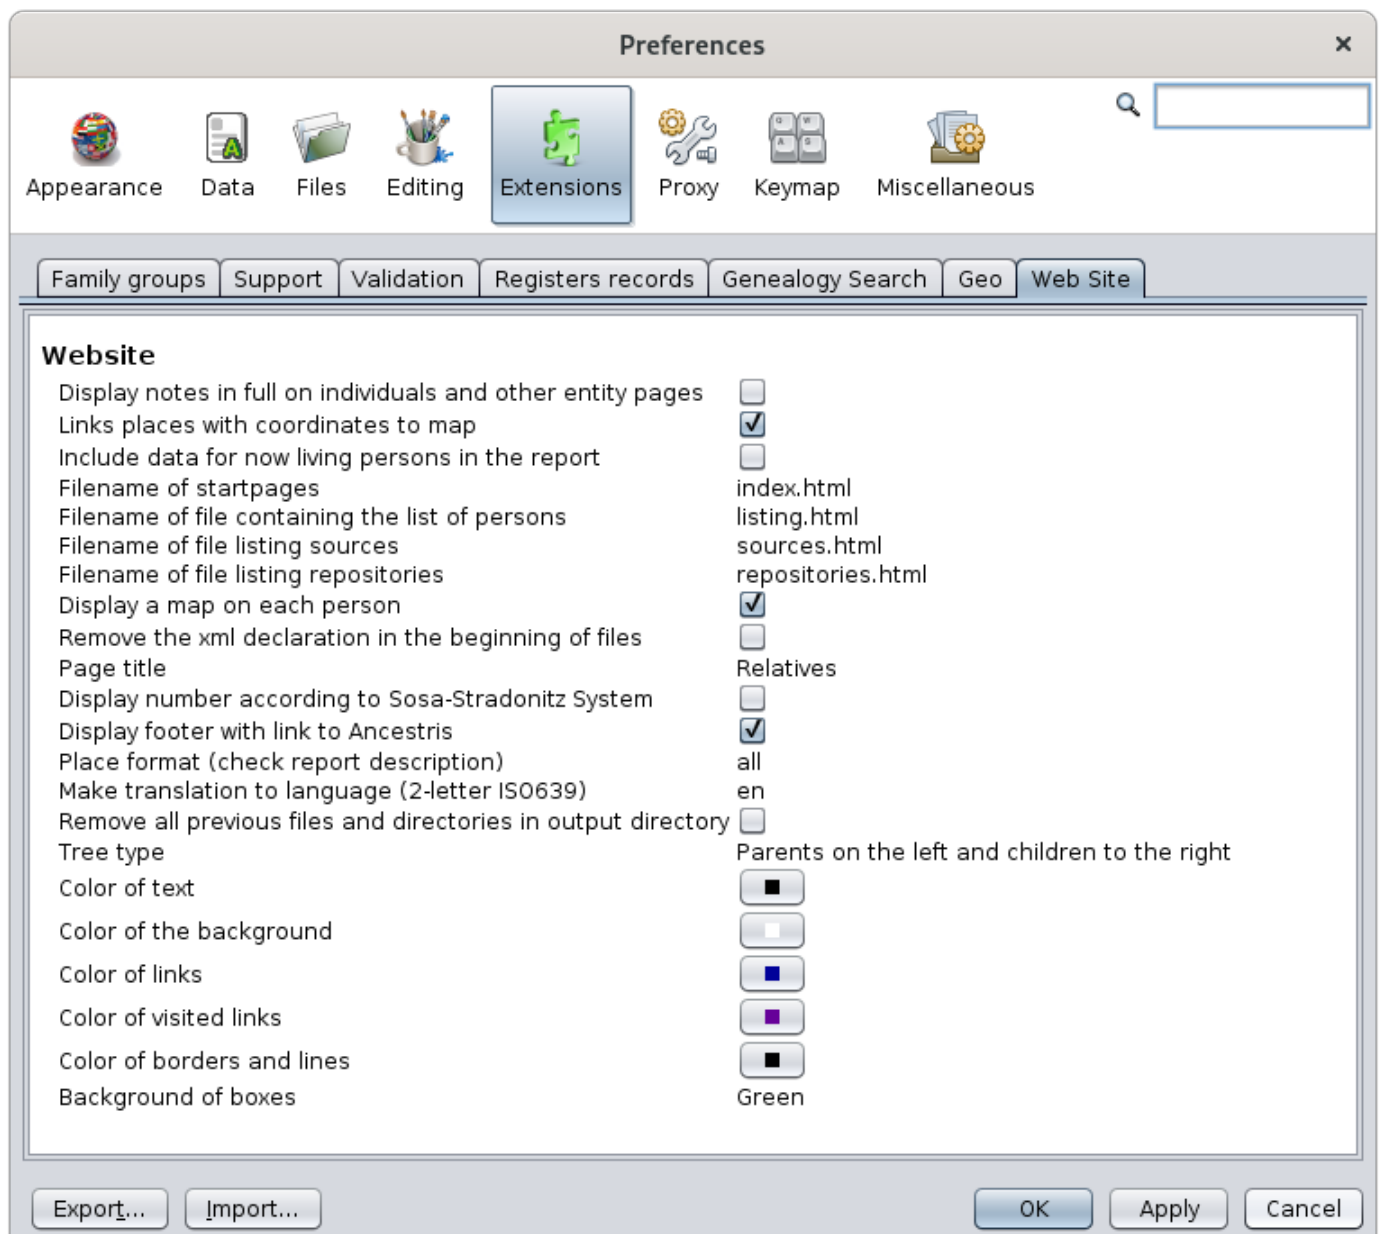 Preferences
Appearance Data Files Editing Extensions Proxy Keymap Miscellaneous
Family groups Support Validation Registers records Genealogy Search Geo Web Site
Website
Display notes in full on individuals and other entity pages
Links places with coordinates to map
Include data for now living persons in the report
Filename of startpages index.html
Filename of file containing the list of persons listing.html
Filename of file listing sources sources.html
Filename of file listing repositories repositories.html
Display a map on each person
Remove the xml declaration in the beginning of files
Page title Relatives
Display number according to Sosa-Stradonitz System
Display footer with link to Ancestris
Place format (check report description) all
Make translation to language (2-letter ISO639) en
Remove all previous files and directories in output directory
Tree type Parents on the left and children to the right
Color of text
Color of the background
Color of links
Color of visited links
Color of borders and lines
Background of boxes Green
Export... Import... OK Apply Cancel